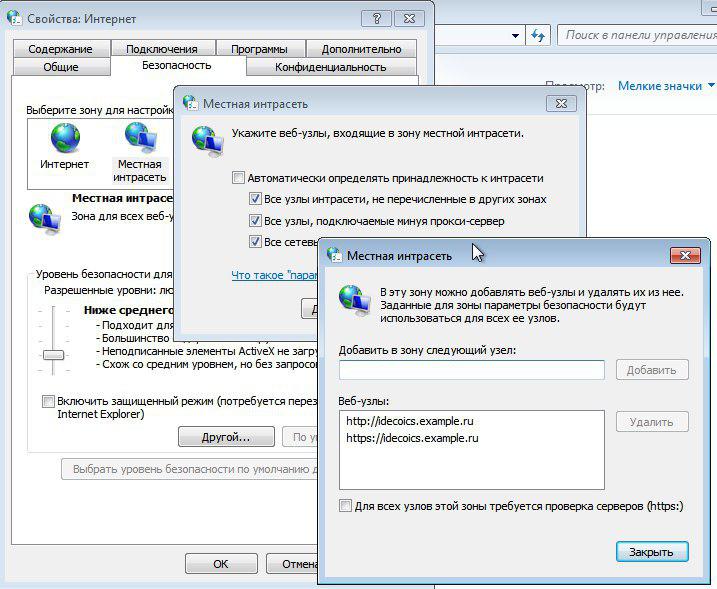 Свойства: Интернет
Содержание Подключения Программы Дополнительно
Общие Безопасность Конфиденциальность
Выберите зону для настройк
Интернет
Местная
интрасеть
Местная интрасет
Зона для всех веб-у
Уровень безопасности для
Разрешенные уровни: лю
Ниже среднего
- Подходит для
- Большинство
- Неподписанные элементы ActiveX не загру
- Схож со средним уровнем, но без запросо
Включить защищенный режим (потребуется перез
Internet Explorer)
Другой...
По у
Выбрать уровень безопасности по умолчанию д
ОК
Отмена
Поиск в панели управления
Просмотр: Мелкие значки
Местная интрасеть
Укажите веб-узлы, входящие в зону местной интрасети.
Автоматически определять принадлежность к интрасети
Все узлы интрасети, не перечисленные в других зонах
Все узлы, подключаемые минуя прокси-сервер
Все сетевы
Что такое "парам
Местная интрасеть
В эту зону можно добавлять веб-узлы и удалять их из нее.
Заданные для зоны параметры безопасности будут
использоваться для всех ее узлов.
Добавить в зону следующий узел:
Добавить
Веб-узлы:
http://idecoics.example.ru
https://idecoics.example.ru
Удалить
Для всех узлов этой зоны требуется проверка серверов (https:)
Закрыть